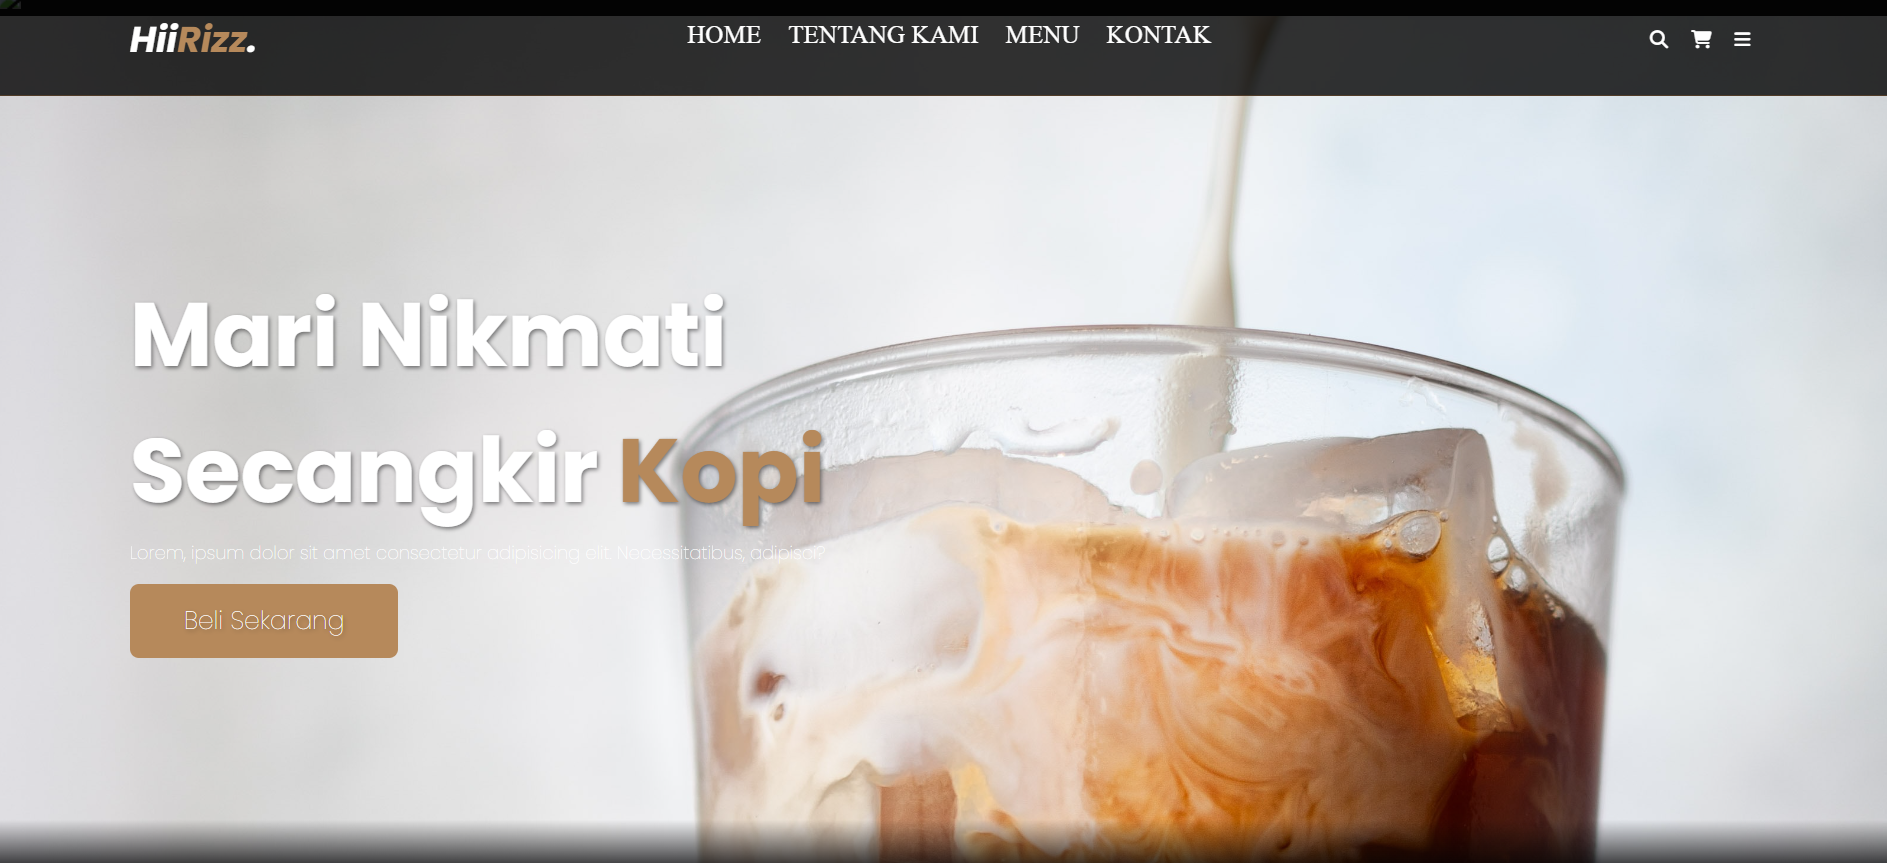 HiiRizz.
HOME TENTANG KAMI MENU KONTAK
Mari Nikmati
Secangkir Kopi
Lorem, ipsum dolor sit amet consectetur adipisicing elit. Necessitatibus, adipisci?
Beli Sekarang